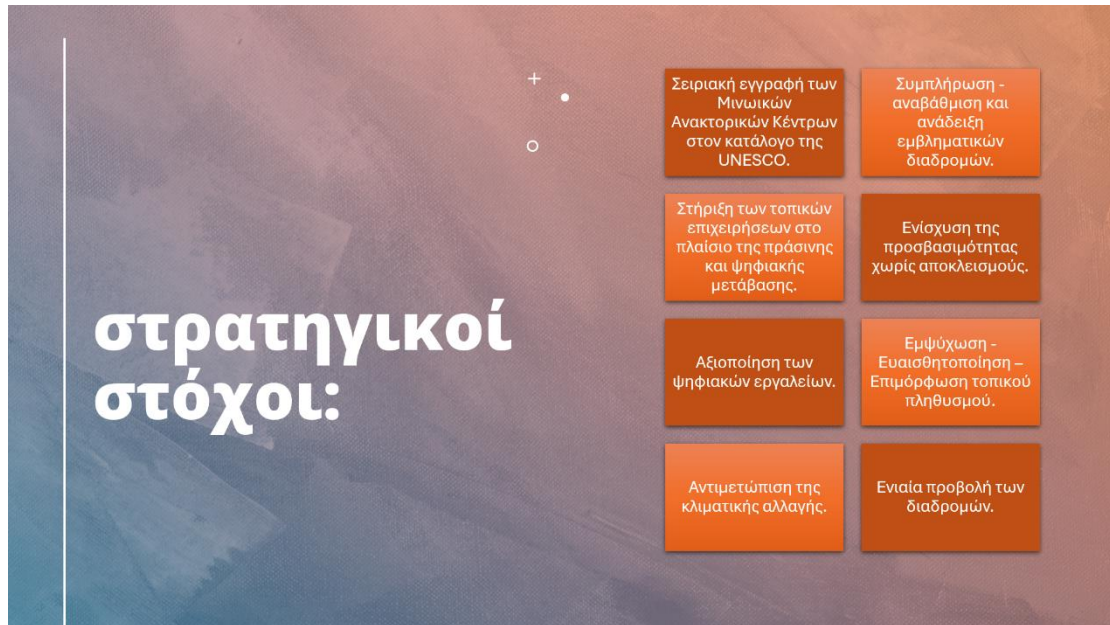 στρατηγικοί
στόχοι:
Σειριακή εγγραφή των
Μινωικών
Ανακτορικών Κέντρων
στον κατάλογο της
UNESCO.
Συμπλήρωση -
αναβάθμιση και
ανάδειξη
εμβληματικών
διαδρομών.
Στήριξη των τοπικών
επιχειρήσεων στο
πλαίσιο της πράσινης
και ψηφιακής
μετάβασης.
Ενίσχυση της
προσβασιμότητας
χωρίς αποκλεισμούς.
Αξιοποίηση των
ψηφιακών εργαλείων.
Εμψύχωση -
Ευαισθητοποίηση –
Επιμόρφωση τοπικού
πληθυσμού.
Αντιμετώπιση της
κλιματικής αλλαγής.
Ενιαία προβολή των
διαδρομών.